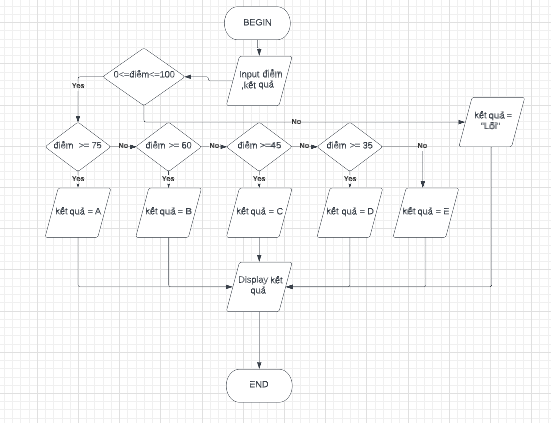 BEGIN
Input điểm
,kết quả
0<=điểm<=100
Yes
No
kết quả =
"Lỗi"
điểm >= 75
No
điểm >= 60
No
điểm >=45
No
điểm >= 35
No
Yes
Yes
Yes
Yes
kết quả = A
kết quả = B
kết quả = C
kết quả = D
kết quả = E
Display kết
quả
END